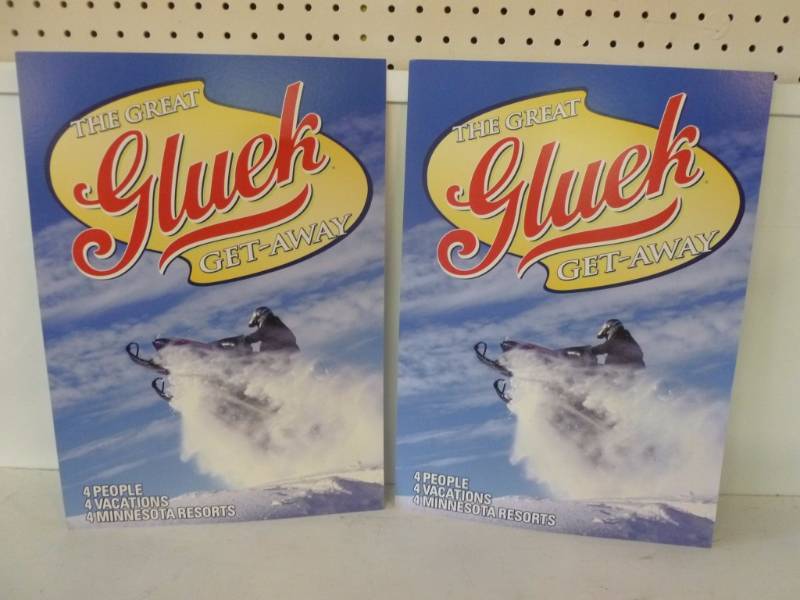 THE GREAT
Gluek
GET-AWAY
4 PEOPLE
4 VACATIONS
4 MINNESOTA RESORTS
THE GREAT
Gluek
GET-AWAY
4 PEOPLE
4 VACATIONS
4 MINNESOTA RESORTS